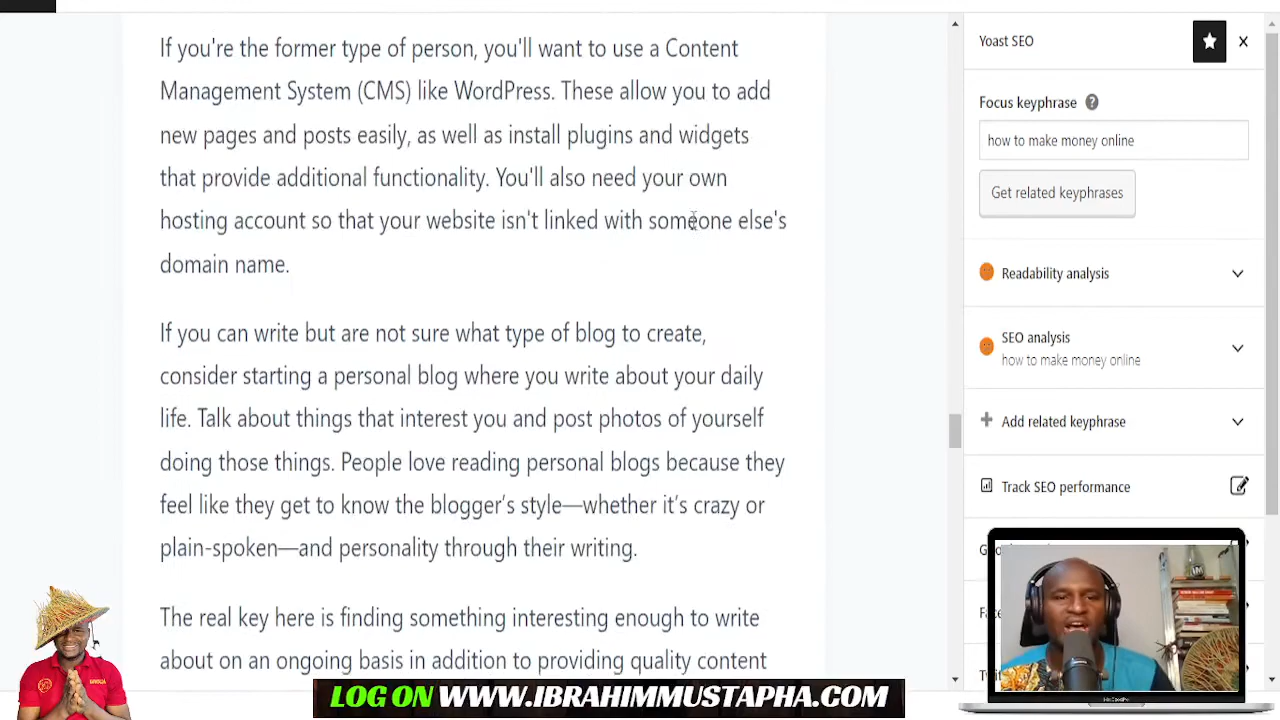 If you're the former type of person, you'll want to use a Content
Management System (CMS) like WordPress. These allow you to add
new pages and posts easily, as well as install plugins and widgets
that provide additional functionality. You'll also need your own
hosting account so that your website isn't linked with someone else's
domain name.
If you can write but are not sure what type of blog to create,
consider starting a personal blog where you write about your daily
life. Talk about things that interest you and post photos of yourself
doing those things. People love reading personal blogs because they
feel like they get to know the blogger’s style—whether it’s crazy or
plain-spoken—and personality through their writing.
The real key here is finding something interesting enough to write
about on an ongoing basis in addition to providing quality content
Yoast SEO
Focus keyphrase
how to make money online
Get related keyphrases
Readability analysis
SEO analysis
how to make money online
Add related keyphrase
Track SEO performance
LOG ON WWW.IBRAHIMMUSTAPHA.COM